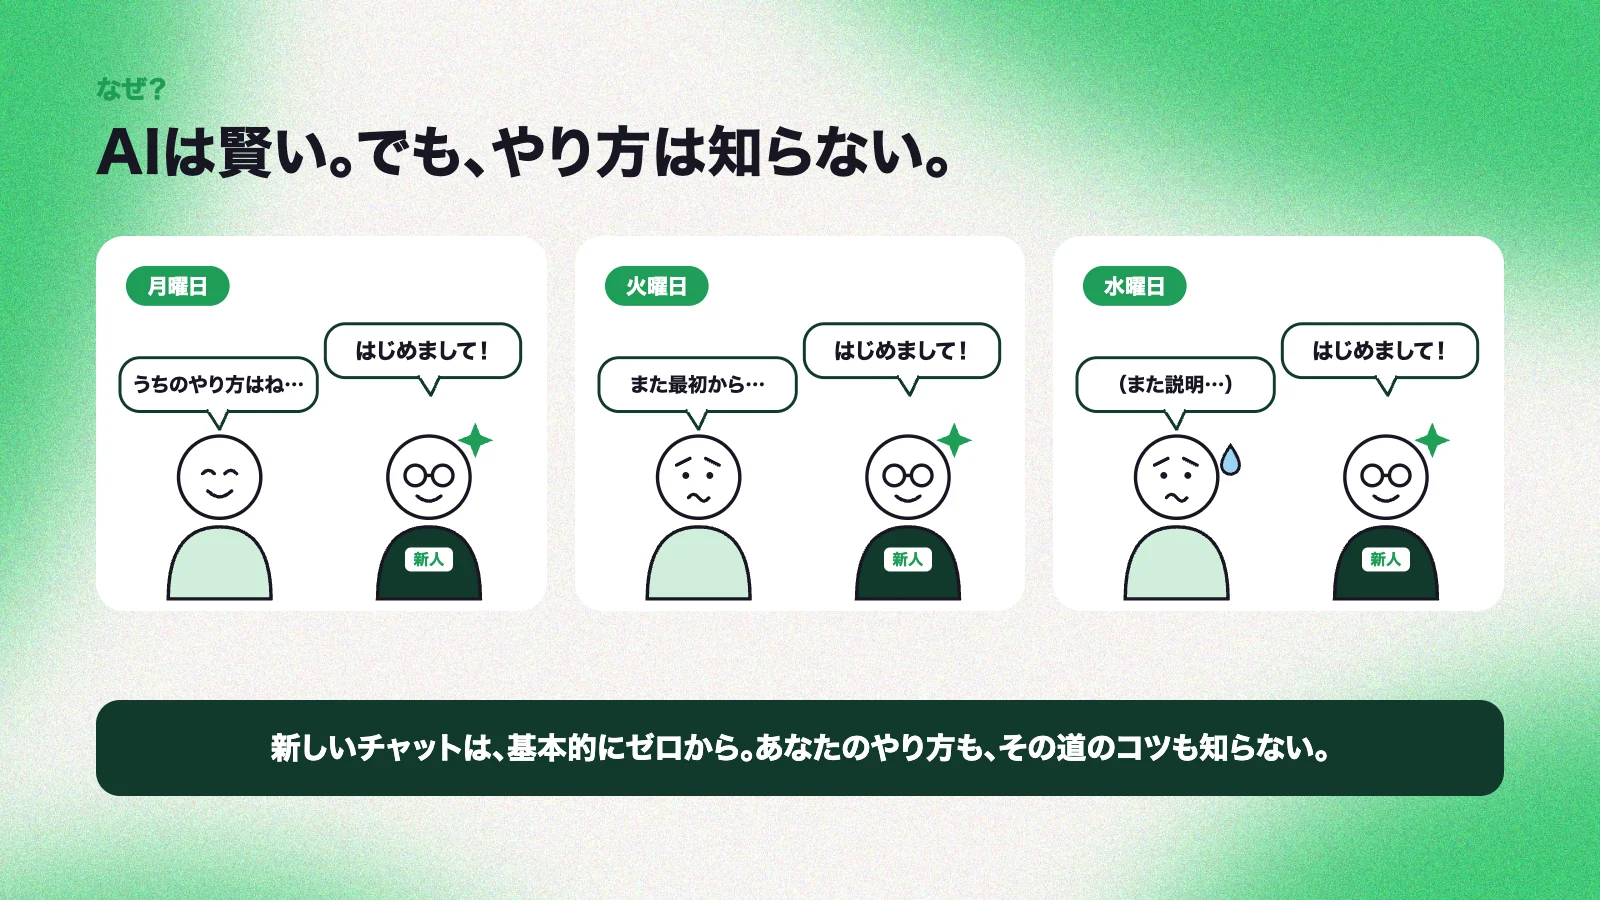 なぜ？
AIは賢い。でも、やり方は知らない。
月曜日
うちのやり方はね…
はじめまして！
新人
火曜日
また最初から…
はじめまして！
新人
水曜日
（また説明…）
はじめまして！
新人
新しいチャットは、基本的にゼロから。あなたのやり方も、その道のコツも知らない。